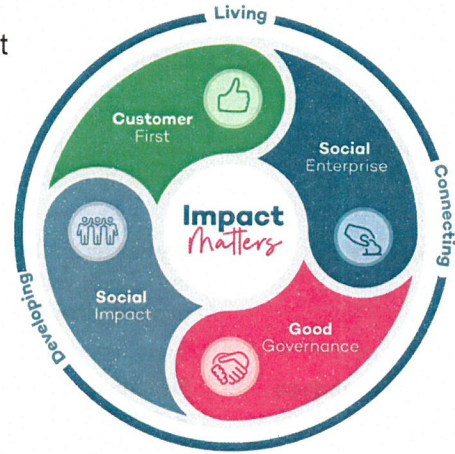 Living
t
Customer
First
Social
Enterprise
Connecting
Impact
Matters
Social
Impact
Developing
Good
Governance